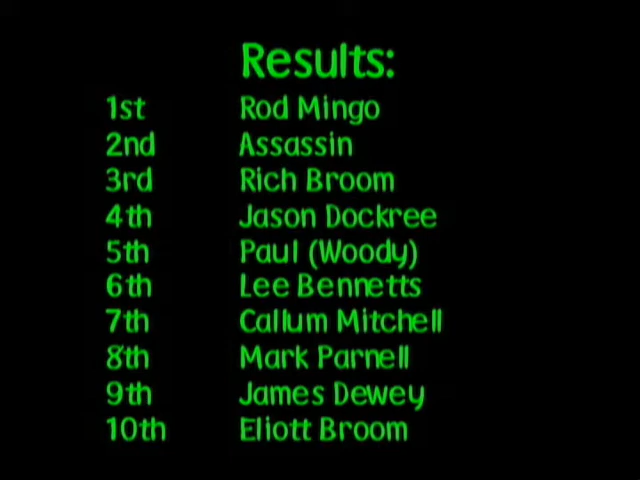 Results:
1st Rod Mingo
2nd Assassin
3rd Rich Broom
4th Jason Dockree
5th Paul (Woody)
6th Lee Bennetts
7th Callum Mitchell
8th Mark Parnell
9th James Dewey
10th Eliott Broom